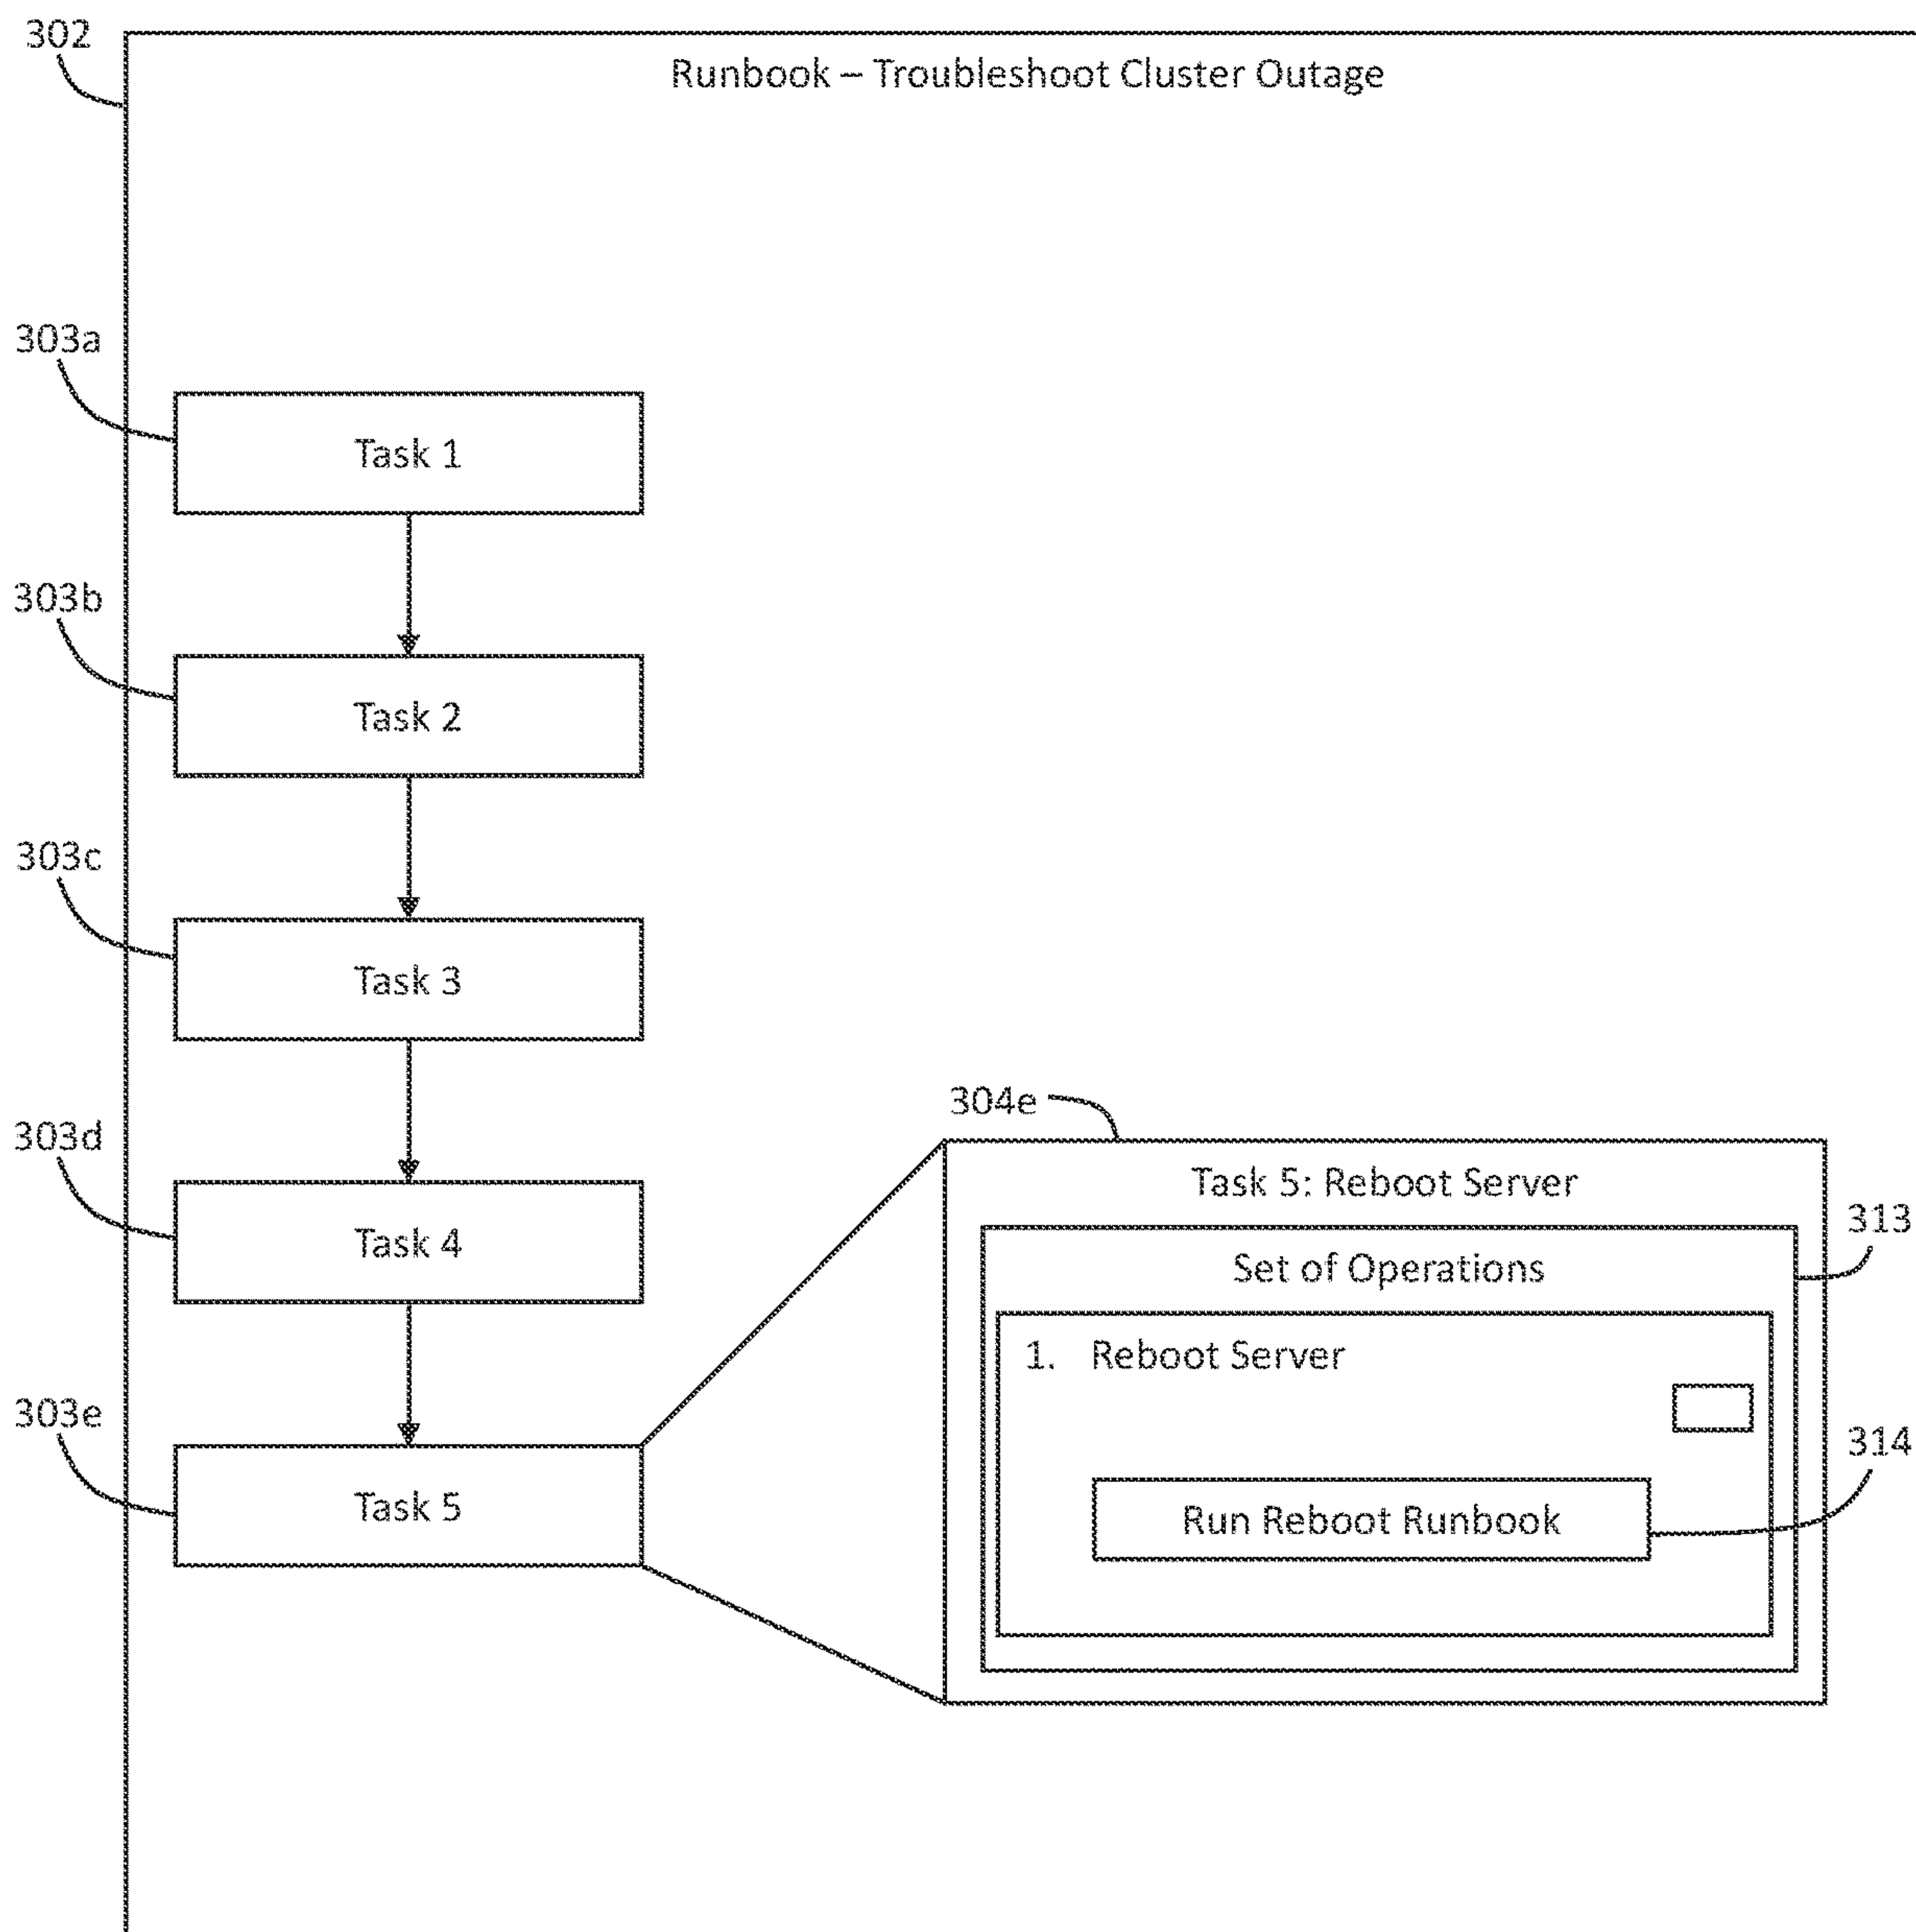 302
Runbook – Troubleshoot Cluster Outage
303a
Task 1
303b
Task 2
303c
Task 3
304e
303d
Task 4
Task 5: Reboot Server
313
Set of Operations
1. Reboot Server
303e
Task 5
314
Run Reboot Runbook